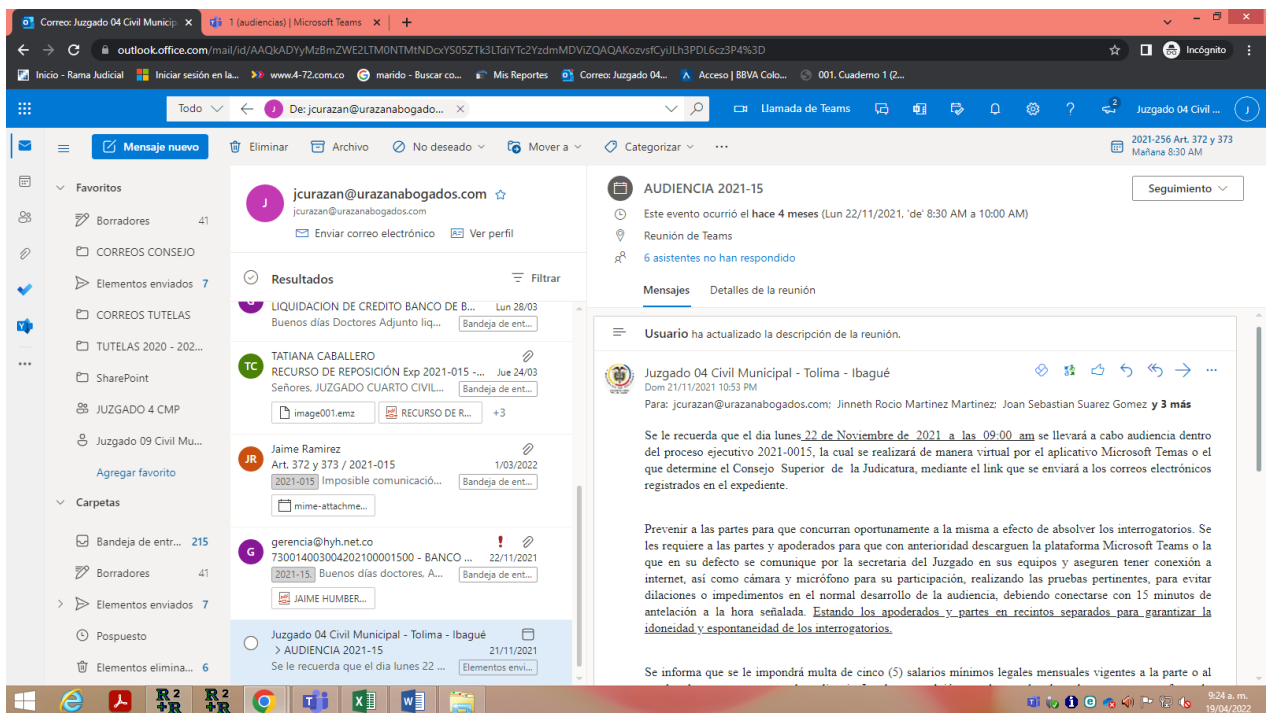 Correo: Juzgado 04 Civil Municip
1 (audiencias) | Microsoft Teams
outlook.office.com/mail/id/AAQkADYyMzBmZWE2LTM0NTMtNDcxYS05ZTk3LTdiYTc2YzdmMDViZQAQAKozvsfCyiJLh3PDL6cz3P4%3D
Incógnito
Inicio - Rama Judicial
Iniciar sesión en la...
www.4-72.com.co
marido - Buscar co...
Mis Reportes
Correo: Juzgado 04...
Acceso | BBVA Colo...
001. Cuaderno 1 (2...
Todo
De: jcurazan@urazanabogado...
Llamada de Teams
2
Juzgado 04 Civil ...
J
Mensaje nuevo
Eliminar
Archivo
No deseado
Mover a
Categorizar
2021-256 Art. 372 y 373
Mañana 8:30 AM
Favoritos
Borradores 41
CORREOS CONSEJO
Elementos enviados 7
CORREOS TUTELAS
TUTELAS 2020 - 202...
SharePoint
JUZGADO 4 CMP
Juzgado 09 Civil Mu...
Agregar favorito
Carpetas
Bandeja de entr... 215
Borradores 41
Elementos enviados 7
Pospuesto
Elementos elimina... 6
J
jcurazan@urazanabogados.com
jcurazan@urazanabogados.com
Enviar correo electrónico
Ver perfil
Resultados
Filtrar
LIQUIDACION DE CREDITO BANCO DE B... Lun 28/03
Buenos días Doctores Adjunto liq... Bandeja de ent...
TC
TATIANA CABALLERO
RECURSO DE REPOSICIÓN Exp 2021-015 -... Jue 24/03
Señores, JUZGADO CUARTO CIVIL... Bandeja de ent...
image001.emz
RECURSO DE R...
+3
JR
Jaime Ramirez
Art. 372 y 373 / 2021-015 1/03/2022
2021-015 Imposible comunicació... Bandeja de ent...
mime-attachme...
G
gerencia@hyh.net.co
73001400300420210001500 - BANCO ... 22/11/2021
2021-15. Buenos días doctores, A... Bandeja de ent...
JAIME HUMBER...
Juzgado 04 Civil Municipal - Tolima - Ibagué
> AUDIENCIA 2021-15 21/11/2021
Se le recuerda que el dia lunes 22 ... Elementos envi...
AUDIENCIA 2021-15
Seguimiento
Este evento ocurrió el hace 4 meses (Lun 22/11/2021, 'de' 8:30 AM a 10:00 AM)
Reunión de Teams
6 asistentes no han respondido
Mensajes
Detalles de la reunión
Usuario ha actualizado la descripción de la reunión.
Juzgado 04 Civil Municipal - Tolima - Ibagué
Dom 21/11/2021 10:53 PM
Para: jcurazan@urazanabogados.com; Jinneth Rocio Martinez Martinez; Joan Sebastian Suarez Gomez y 3 más
Se le recuerda que el dia lunes 22 de Noviembre de 2021 a las 09:00 am se llevará a cabo audiencia dentro
del proceso ejecutivo 2021-0015, la cual se realizará de manera virtual por el aplicativo Microsoft Temas o el
que determine el Consejo Superior de la Judicatura, mediante el link que se enviará a los correos electrónicos
registrados en el expediente.
Prevenir a las partes para que concurran oportunamente a la misma a efecto de absolver los interrogatorios. Se
les requiere a las partes y apoderados para que con anterioridad descarguen la plataforma Microsoft Teams o la
que en su defecto se comunique por la secretaria del Juzgado en sus equipos y aseguren tener conexión a
internet, así como cámara y micrófono para su participación, realizando las pruebas pertinentes, para evitar
dilaciones o impedimentos en el normal desarrollo de la audiencia, debiendo conectarse con 15 minutos de
antelación a la hora señalada. Estando los apoderados y partes en recintos separados para garantizar la
idoneidad y espontaneidad de los interrogatorios.
Se informa que se le impondrá multa de cinco (5) salarios mínimos legales mensuales vigentes a la parte o al
9:24 a. m.
19/04/2022